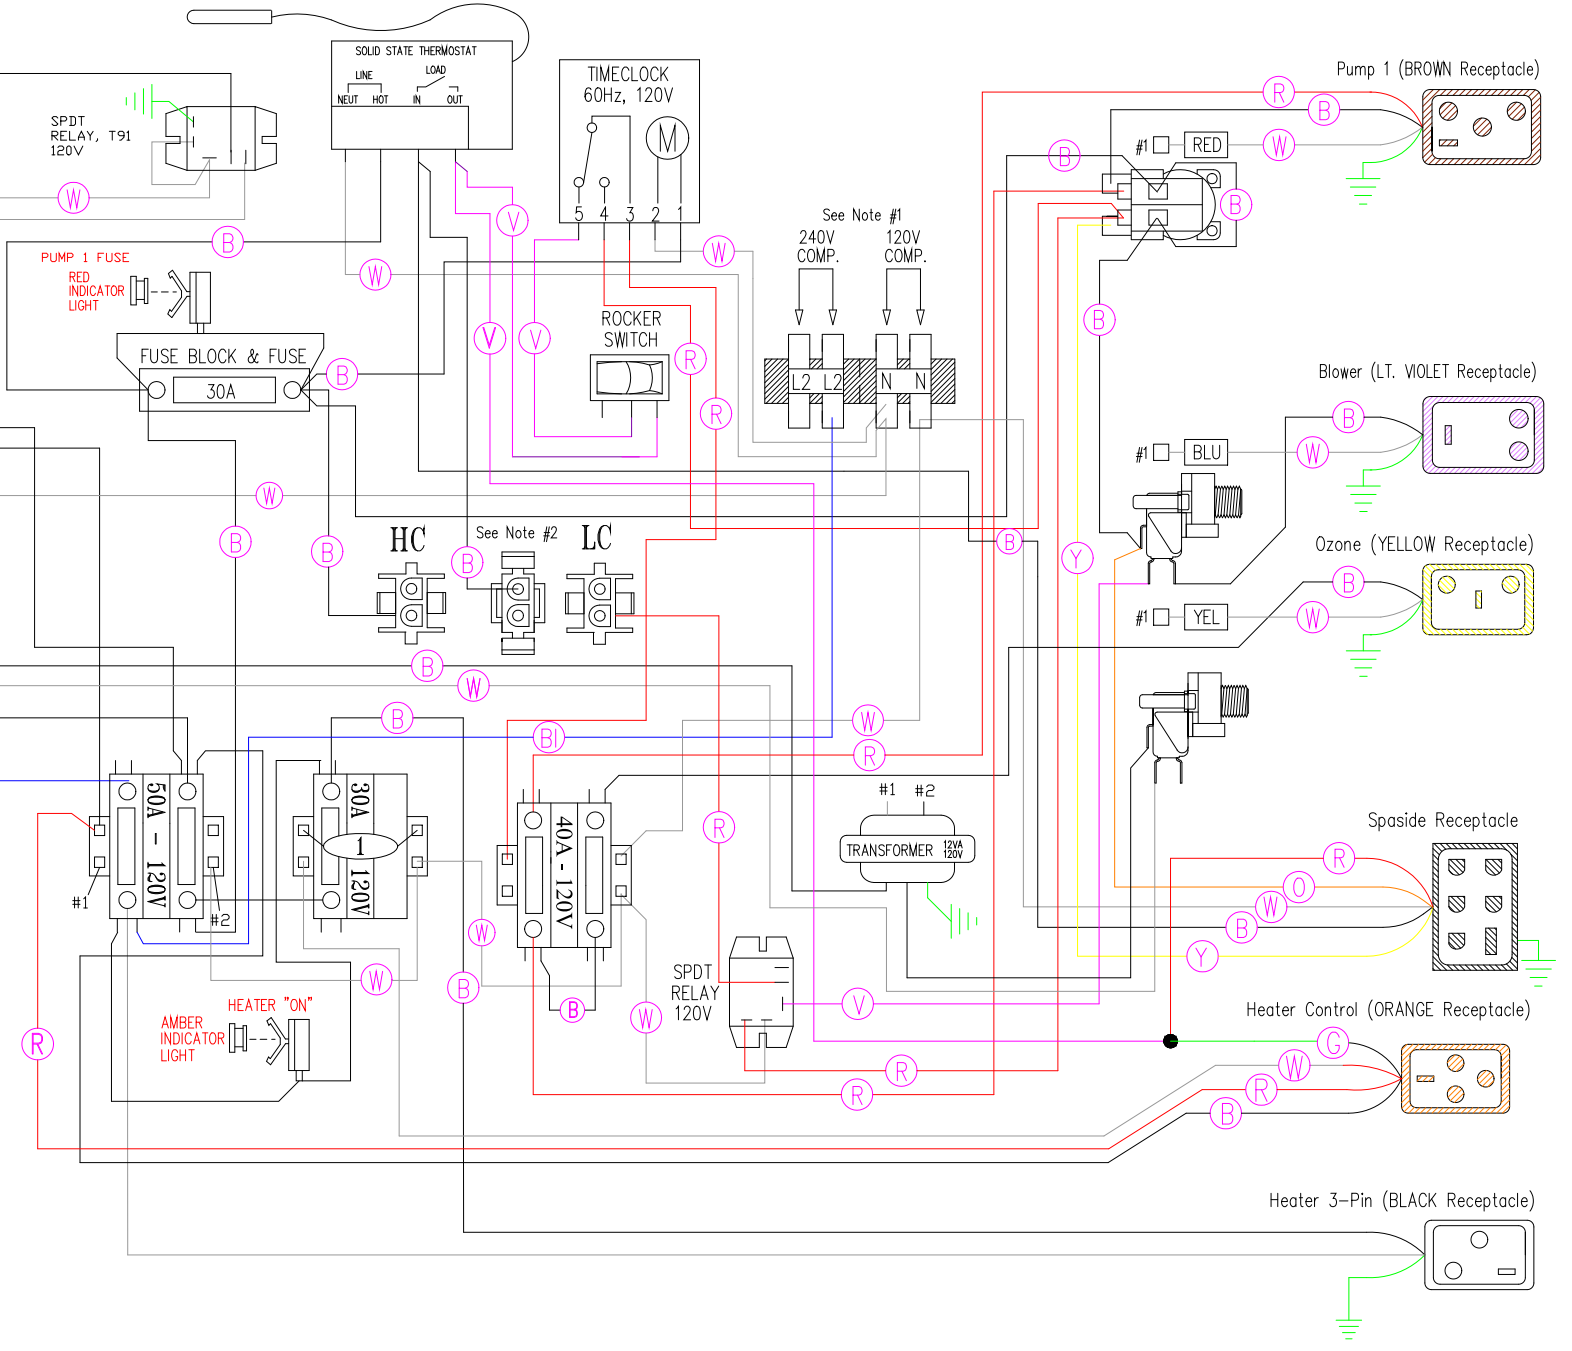 SOLID STATE THERMOSTAT
LINE
LOAD
NEUT HOT IN OUT
TIMECLOCK
60Hz, 120V
M
5 4 3 2 1
Pump 1 (BROWN Receptacle)
R
B
#1 RED W
B
B
SPDT
RELAY, T91
120V
W
B
V
W
W
See Note #1
240V
COMP.
120V
COMP.
PUMP 1 FUSE
RED
INDICATOR
LIGHT
ROCKER
SWITCH
V
V
R
B
FUSE BLOCK & FUSE
30A
B
R
L2 L2 N N
Blower (LT. VIOLET Receptacle)
B
#1 BLU W
W
B
B
HC
See Note #2
LC
B
B
Y
Ozone (YELLOW Receptacle)
B
#1 YEL W
B
W
B
W
Bl
R
50A - 120V
30A 120V
1
40A - 120V
#1
#2
#1 #2
TRANSFORMER 12VA
120V
R
Spaside Receptacle
R
O
W
B
Y
W
W
B
B
W
SPDT
RELAY
120V
V
HEATER "ON"
AMBER
INDICATOR
LIGHT
R
R
R
Heater Control (ORANGE Receptacle)
G
W
R
B
Heater 3-Pin (BLACK Receptacle)